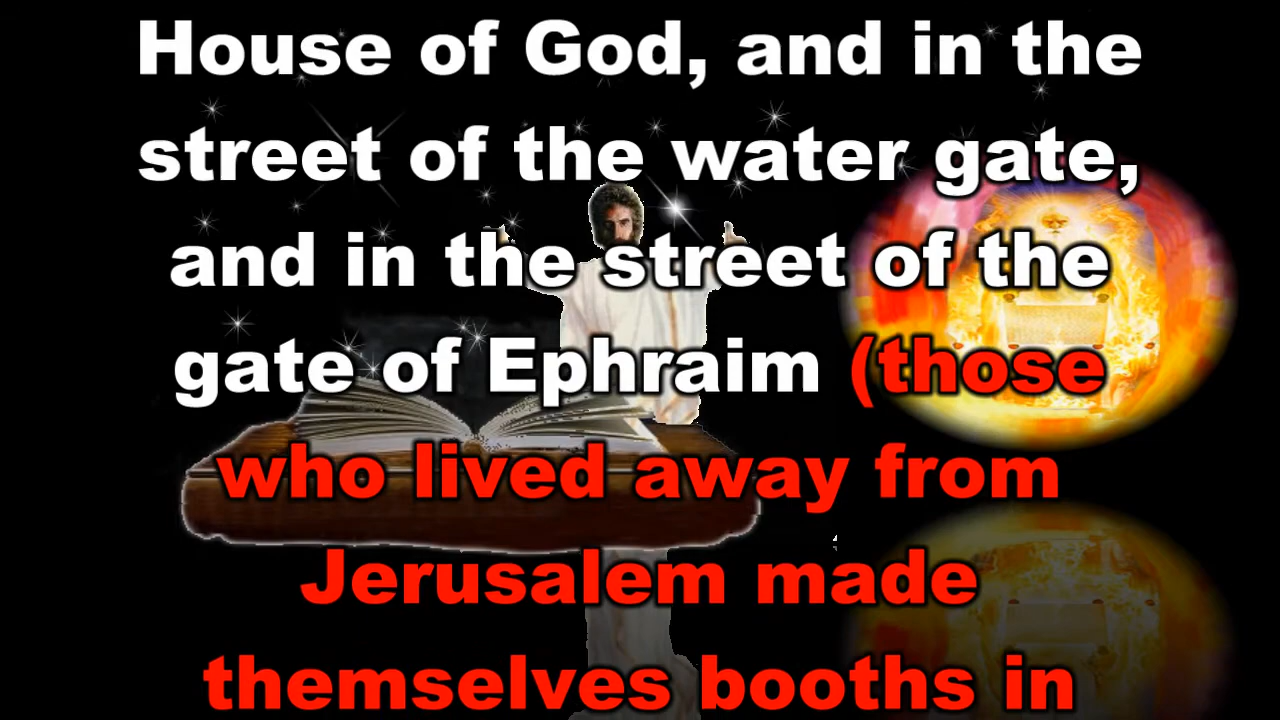 House of God, and in the
street of the water gate,
and in the street of the
gate of Ephraim (those
who lived away from
Jerusalem made
themselves booths in